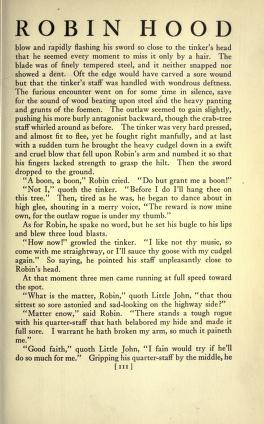 ROBIN HOOD
blow and rapidly flashing his sword so close to the tinker's head
that he seemed every moment to miss it only by a hair. The
blade was of finely tempered steel, and it neither snapped nor
showed a dent. Oft the edge would have carved a sore wound
but that the tinker's staff was handled with wondrous deftness.
The furious encounter went on for some time in silence, save
for the sound of wood beating upon steel and the heavy panting
and grunts of the foemen. The outlaw seemed to gain slightly,
pushing his more burly antagonist backward, though the crab-tree
staff whirled around as before. The tinker was very hard pressed,
and almost fit to flee, yet he fought right manfully, and at last
with a sudden turn he brought the heavy cudgel down in a swift
and cruel blow that fell upon Robin's arm and numbed it so that
his fingers lacked strength to grasp the hilt. Then the sword
dropped to the ground.
"A boon, a boon," Robin cried. "Do but grant me a boon!"
"Not I," quoth the tinker. "Before I do I'll hang thee on
this tree." Then, tired as he was, he began to dance about in
high glee, shouting in a merry voice, "The reward is now mine
own, for the outlaw rogue is under my thumb."
As for Robin, he spake no word, but he set his bugle to his lips
and blew three loud blasts.
"How now!" growled the tinker. "I like not thy music, so
come with me straightway, or I'll sauce thy goose with my cudgel
again." So saying, he pointed his staff unpleasantly close to
Robin's head.
At that moment three men came running at full speed toward
the spot.
"What is the matter, Robin," quoth Little John, "that thou
sittest so sore astonied and sad-looking on the highway side?"
"Matter enow," said Robin. "There stands a tough rogue
with his quarter-staff that hath belabored my hide and made it
full sore. I warrant he hath broken my arm, so much it paineth
me."
"Good faith," quoth Little John, "I fain would try if he'll
do so much for me." Gripping his quarter-staff by the middle, he
[111]